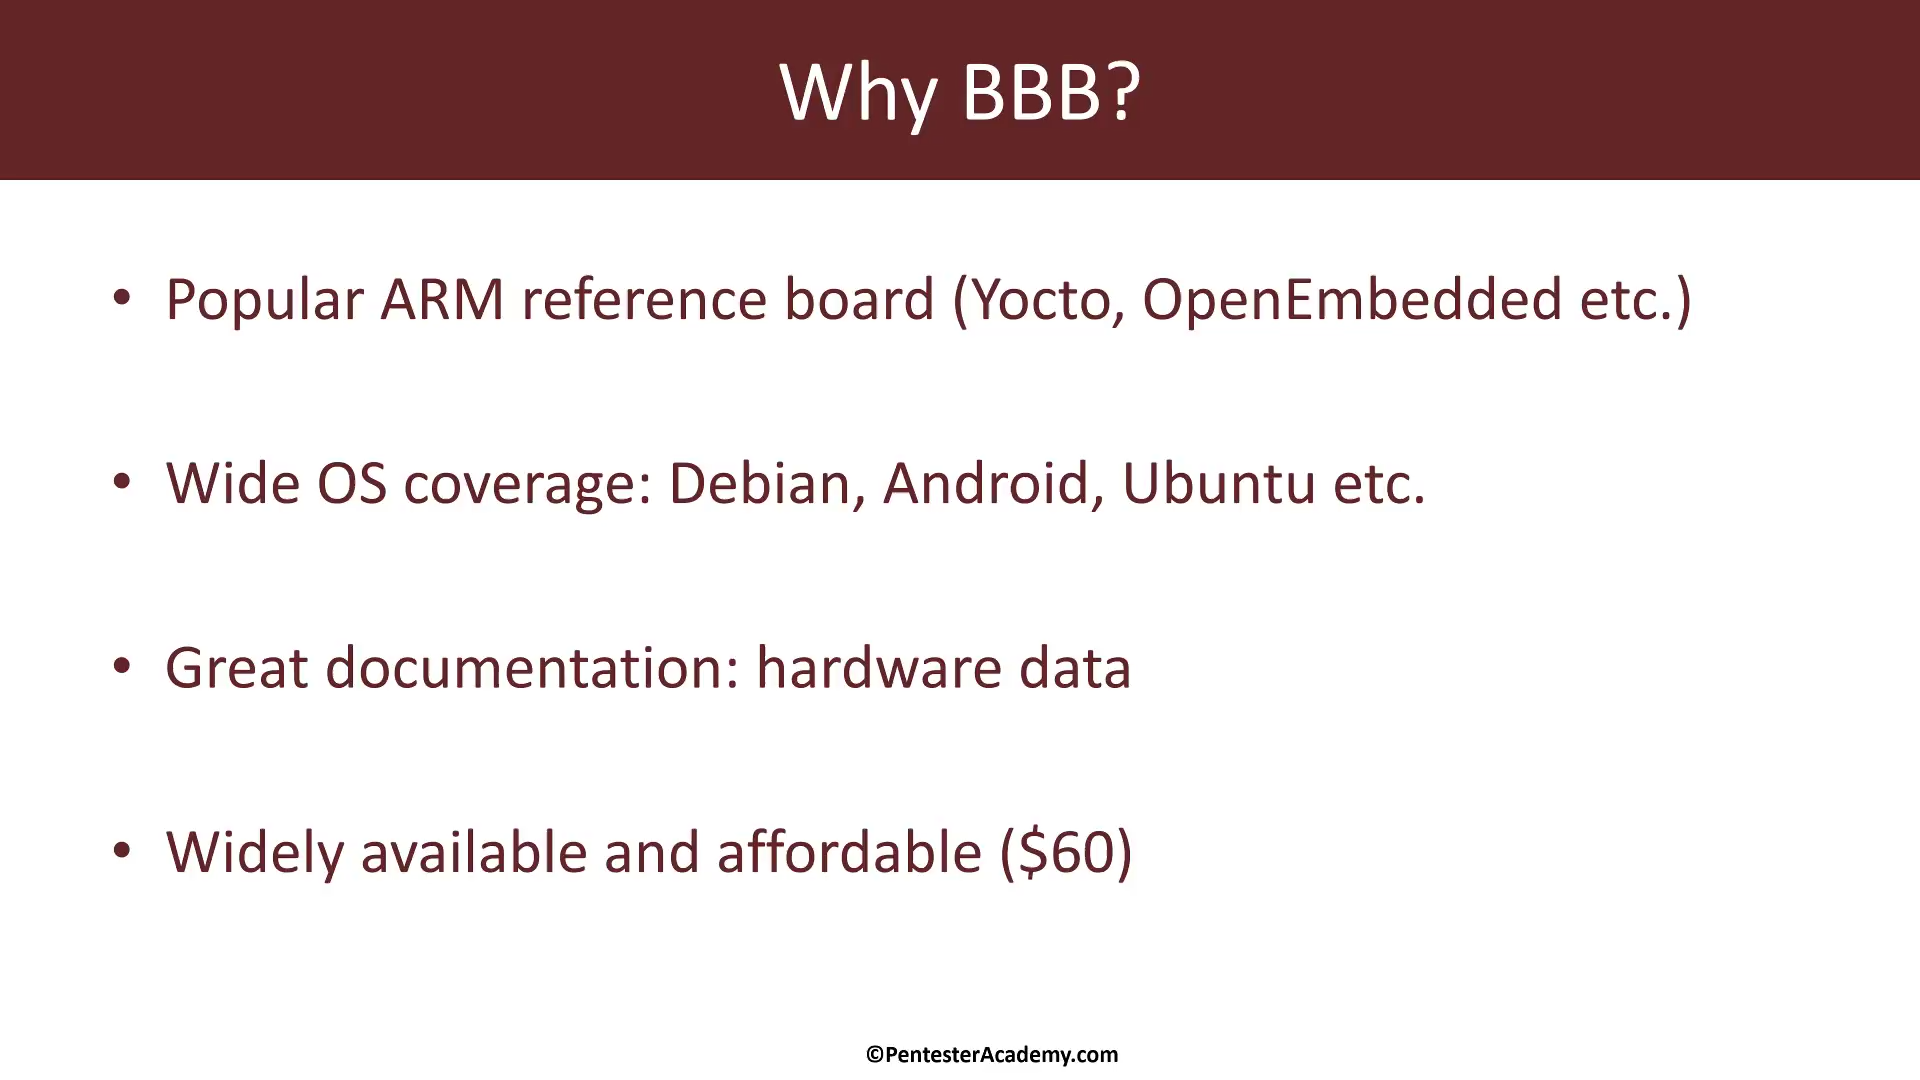 Why BBB?
• Popular ARM reference board (Yocto, OpenEmbedded etc.)
• Wide OS coverage: Debian, Android, Ubuntu etc.
• Great documentation: hardware data
• Widely available and affordable ($60)
©PentesterAcademy.com